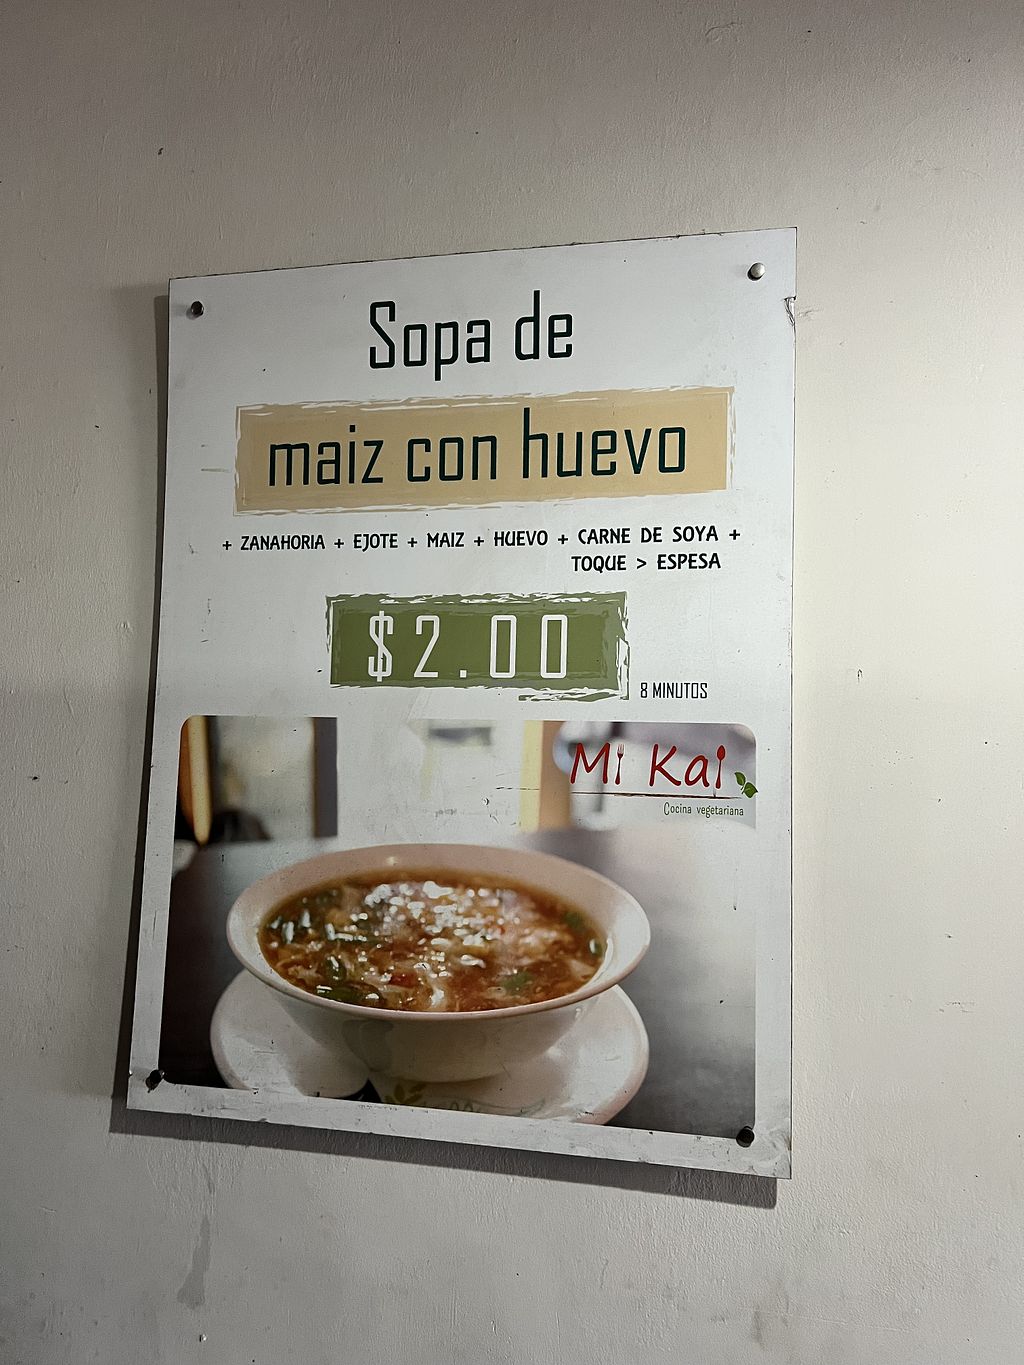 Sopa de
maiz con huevo
+ ZANAHORIA + EJOTE + MAIZ + HUEVO + CARNE DE SOYA +
TOQUE > ESPESA
$2.00
8 MINUTOS
Mi Kai
Cocina vegetariana